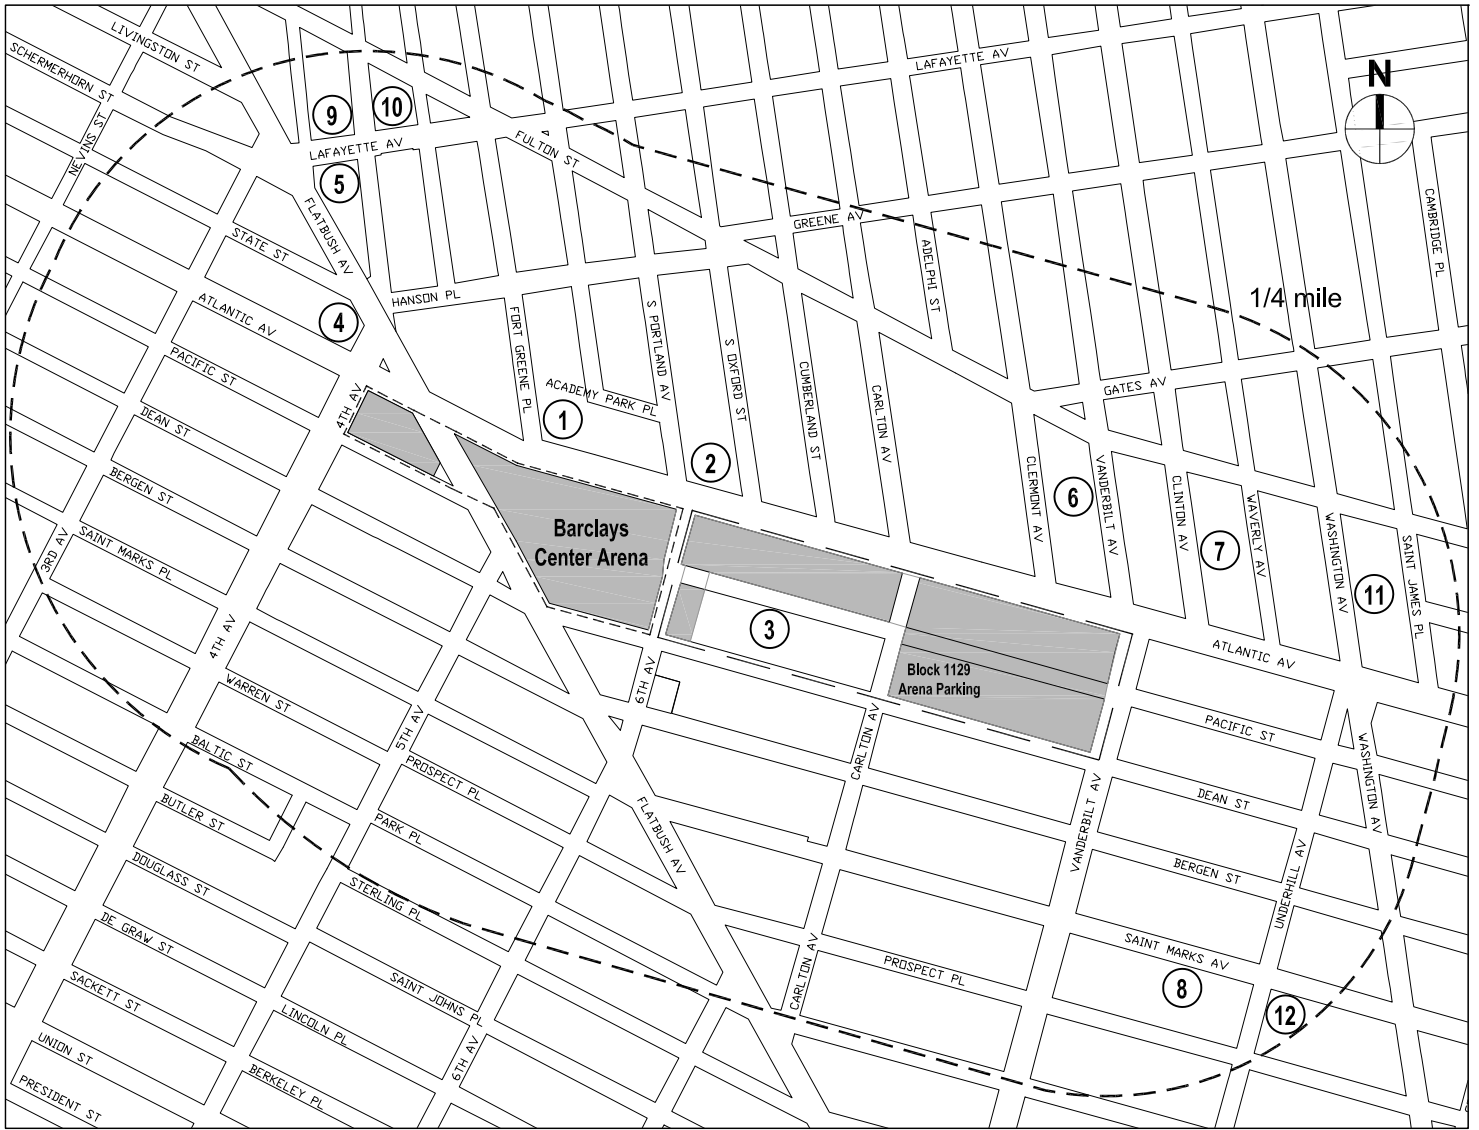 LIVINGSTON ST
SCHERMERHORN ST
NEVINS ST
LAFAYETTE AV
N
9
10
LAFAYETTE AV
5
FULTON ST
FLATBUSH AV
STATE ST
GREENE AV
ADELPHI ST
CAMBRIDGE PL
1/4 mile
ATLANTIC AV
4
HANSON PL
FORT GREENE PL
S PORTLAND AV
S OXFORD ST
CUMBERLAND ST
CARLTON AV
PACIFIC ST
4TH AV
ACADEMY PARK PL
GATES AV
DEAN ST
1
2
CLERMONT AV
6
VANDERBILT AV
CLINTON AV
7
WAVERLY AV
WASHINGTON AV
11
SAINT JAMES PL
BERGEN ST
Barclays
Center Arena
3RD AV
SAINT MARKS PL
3
4TH AV
6TH AV
Block 1129
Arena Parking
ATLANTIC AV
WARREN ST
5TH AV
PACIFIC ST
BALTIC ST
PROSPECT PL
CARLTON AV
WASHINGTON AV
BUTLER ST
PARK PL
FLATBUSH AV
VANDERBILT AV
DEAN ST
DOUGLASS ST
STERLING PL
BERGEN ST
UNDERHILL AV
DE GRAW ST
SAINT MARKS AV
SACKETT ST
SAINT JOHNS PL
CARLTON AV
PROSPECT PL
8
12
LINCOLN PL
UNION ST
6TH AV
BERKELEY PL
PRESIDENT ST